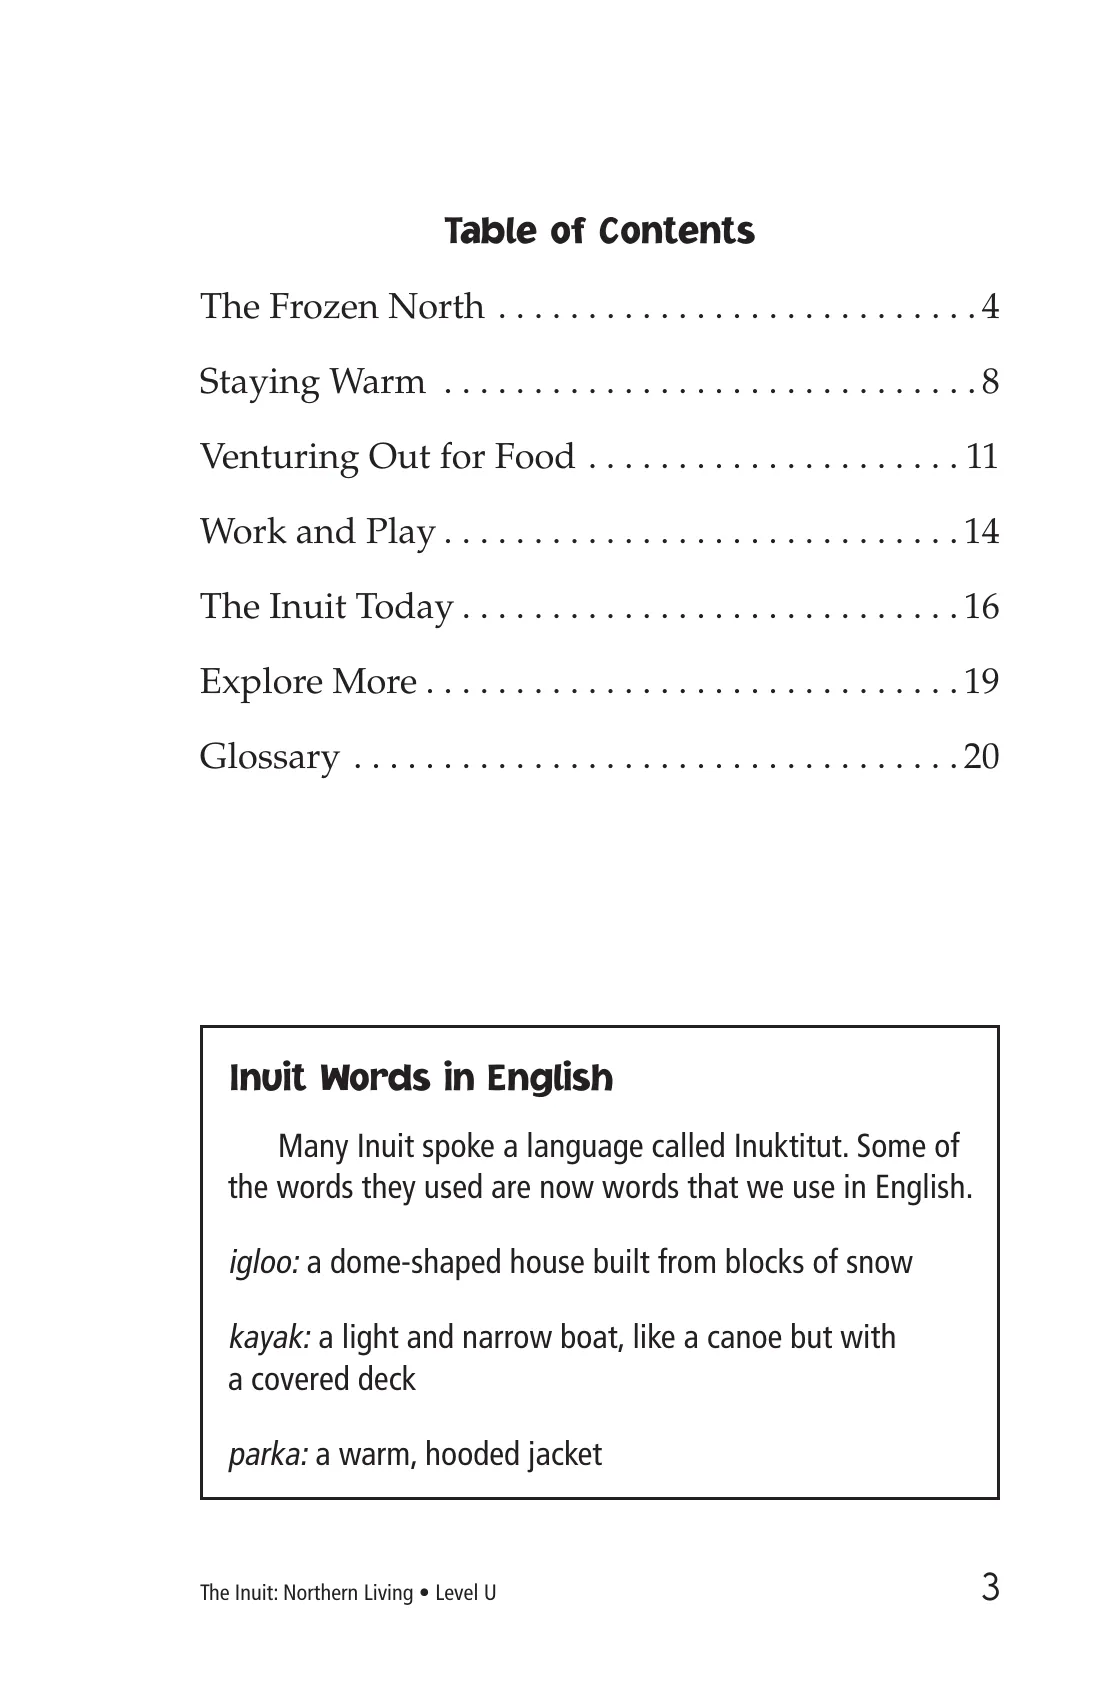 Table of Contents
The Frozen North . . . . . . . . . . . . . . . . . . . . . . . . . . . 4
Staying Warm . . . . . . . . . . . . . . . . . . . . . . . . . . . . . . 8
Venturing Out for Food . . . . . . . . . . . . . . . . . . . . . 11
Work and Play . . . . . . . . . . . . . . . . . . . . . . . . . . . . . 14
The Inuit Today . . . . . . . . . . . . . . . . . . . . . . . . . . . . 16
Explore More . . . . . . . . . . . . . . . . . . . . . . . . . . . . . . 19
Glossary . . . . . . . . . . . . . . . . . . . . . . . . . . . . . . . . . . 20
Inuit Words in English
Many Inuit spoke a language called Inuktitut. Some of
the words they used are now words that we use in English.
igloo: a dome-shaped house built from blocks of snow
kayak: a light and narrow boat, like a canoe but with
a covered deck
parka: a warm, hooded jacket
The Inuit: Northern Living • Level U 3